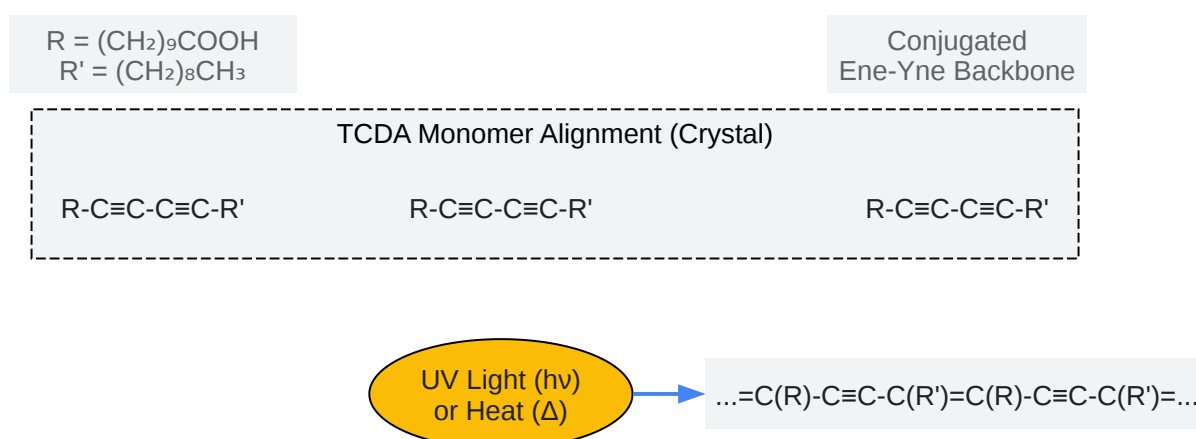 R = (CH₂)₉COOH
R' = (CH₂)₈CH₃
Conjugated
Ene-Yne Backbone
TCDA Monomer Alignment (Crystal)
R-C≡C-C≡C-R'
R-C≡C-C≡C-R'
R-C≡C-C≡C-R'
UV Light (hν)
or Heat (Δ)
...=C(R)-C≡C-C(R')=C(R)-C≡C-C(R')=...